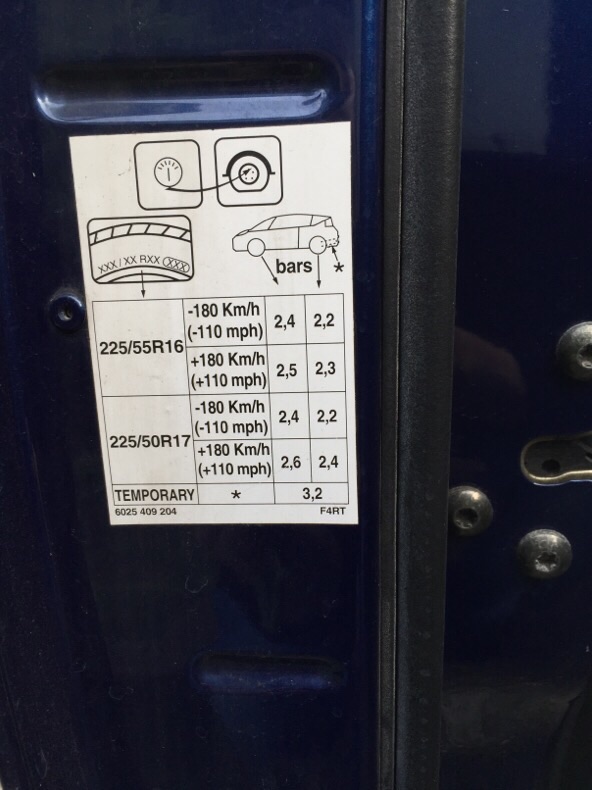 XXX / XX RXX (XXX)
bars *
225/55R16 -180 Km/h 2,4 2,2
(-110 mph)
+180 Km/h 2,5 2,3
(+110 mph)
225/50R17 -180 Km/h 2,4 2,2
(-110 mph)
+180 Km/h 2,6 2,4
(+110 mph)
TEMPORARY * 3,2
6025 409 204 F4RT